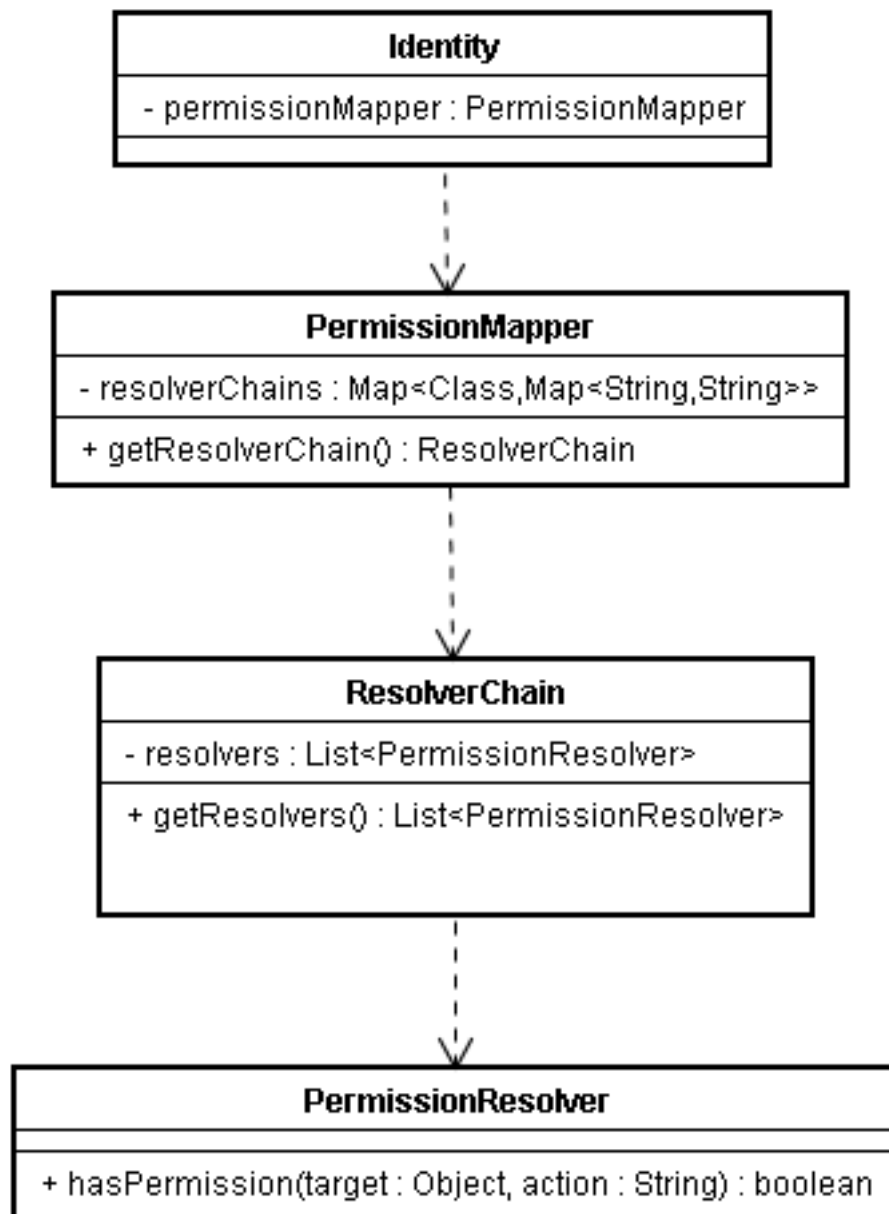 Identity
- permissionMapper : PermissionMapper
PermissionMapper
- resolverChains : Map<Class,Map<String,String>>
+ getResolverChain() : ResolverChain
ResolverChain
- resolvers : List<PermissionResolver>
+ getResolvers() : List<PermissionResolver>
PermissionResolver
+ hasPermission(target : Object, action : String) : boolean